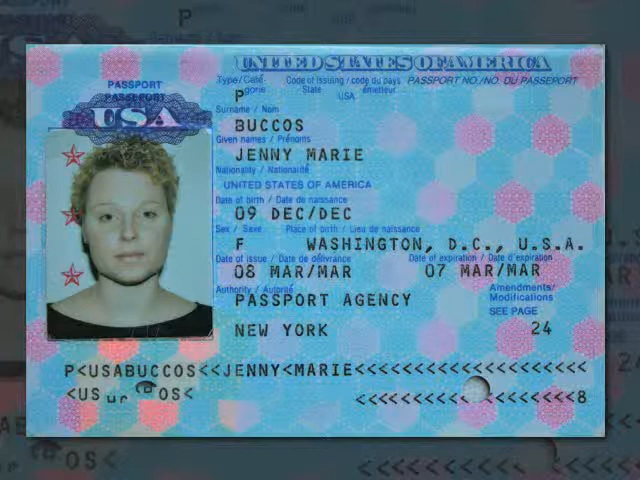 P
UNITED STATES OF AMERICA
PASSPORT
PASSEPORT
USA
Type / Caté-
gorie
Code of issuing / code du pays
State
émetteur
PASSPORT NO./NO. DU PASSEPORT
P
USA
Surname / Nom
BUCCOS
Given names / Prénoms
JENNY MARIE
Nationality / Nationalité
UNITED STATES OF AMERICA
Date of birth / Date de naissance
09 DEC/DEC
Sex / Sexe
Place of birth / Lieu de naissance
F
WASHINGTON, D.C., U.S.A.
Date of issue / Date de délivrance
Date of expiration / Date d'expiration
08 MAR/MAR
07 MAR/MAR
Authority / Autorité
PASSPORT AGENCY
Amendments/
Modifications
SEE PAGE
NEW YORK
24
P<USABUCCOS<<JENNY<MARIE<<<<<<<<<<<<<<<<<<<<
<US
OS<
<<<<<<<<<<<<<<8